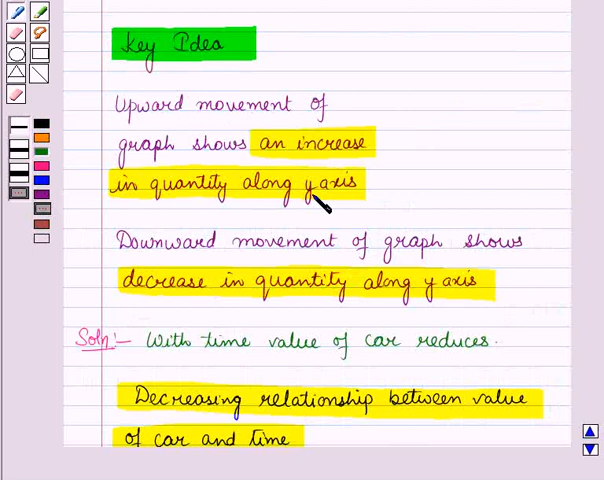 Key Idea
Upward movement of
graph shows an increase
in quantity along y axis
Downward movement of graph shows
decrease in quantity along y axis
Soln:- With time value of car reduces.
Decreasing relationship between value
of car and time